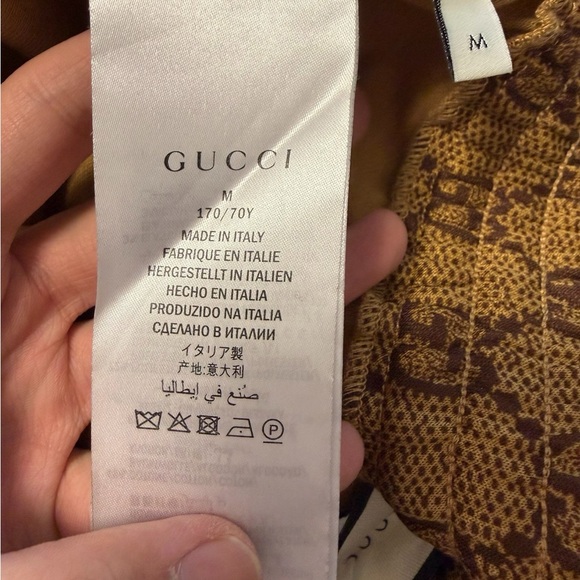 M
GUCCI
M
170/70Y
MADE IN ITALY
FABRIQUE EN ITALIE
HERGESTELLT IN ITALIEN
HECHO EN ITALIA
PRODUZIDO NA ITALIA
СДЕЛАНО В ИТАЛИИ
イタリア製
产地:意大利
صنع في إيطاليا
P